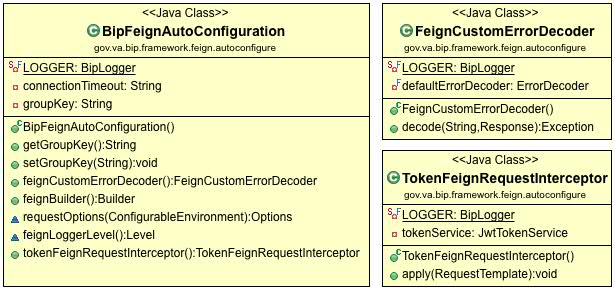 <<Java Class>>
BipFeignAutoConfiguration
gov.va.bip.framework.feign.autoconfigure
LOGGER: BipLogger
connectionTimeout: String
groupKey: String
BipFeignAutoConfiguration()
getGroupKey():String
setGroupKey(String):void
feignCustomErrorDecoder():FeignCustomErrorDecoder
feignBuilder():Builder
requestOptions(ConfigurableEnvironment):Options
feignLoggerLevel():Level
tokenFeignRequestInterceptor():TokenFeignRequestInterceptor
<<Java Class>>
FeignCustomErrorDecoder
gov.va.bip.framework.feign.autoconfigure
LOGGER: BipLogger
defaultErrorDecoder: ErrorDecoder
FeignCustomErrorDecoder()
decode(String,Response):Exception
<<Java Class>>
TokenFeignRequestInterceptor
gov.va.bip.framework.feign.autoconfigure
LOGGER: BipLogger
tokenService: JwtTokenService
TokenFeignRequestInterceptor()
apply(RequestTemplate):void